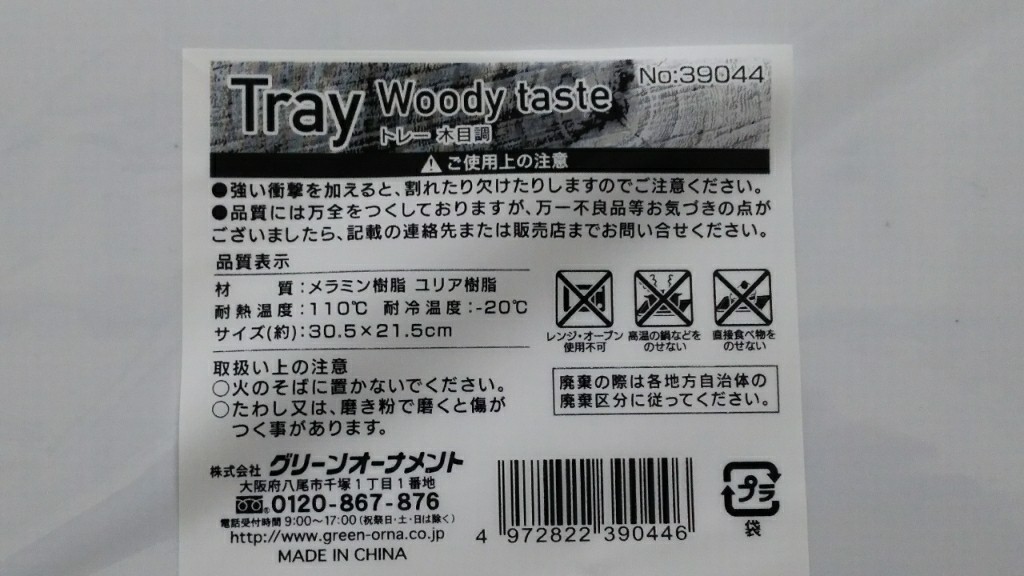 Tray Woody taste
No:39044
トレー 木目調
ご使用上の注意
●強い衝撃を加えると、割れたり欠けたりしますのでご注意ください。
●品質には万全をつくしておりますが、万一不良品等お気づきの点が
ございましたら、記載の連絡先または販売店までお問い合せください。
品質表示
材 質:メラミン樹脂 ユリア樹脂
耐熱温度:110℃ 耐冷温度:-20℃
サイズ(約):30.5×21.5cm
レンジ・オーブン
使用不可
高温の鍋などを
のせない
直接食べ物を
のせない
取扱い上の注意
○火のそばに置かないでください。
○たわし又は、磨き粉で磨くと傷が
つく事があります。
廃棄の際は各地方自治体の
廃棄区分に従ってください。
株式会社 グリーンオーナメント
大阪府八尾市千塚1丁目1番地
0120-867-876
電話受付時間 9:00〜17:00 (祝祭日・土・日は除く)
http://www.green-orna.co.jp
MADE IN CHINA
4 972822 390446
プラ
袋